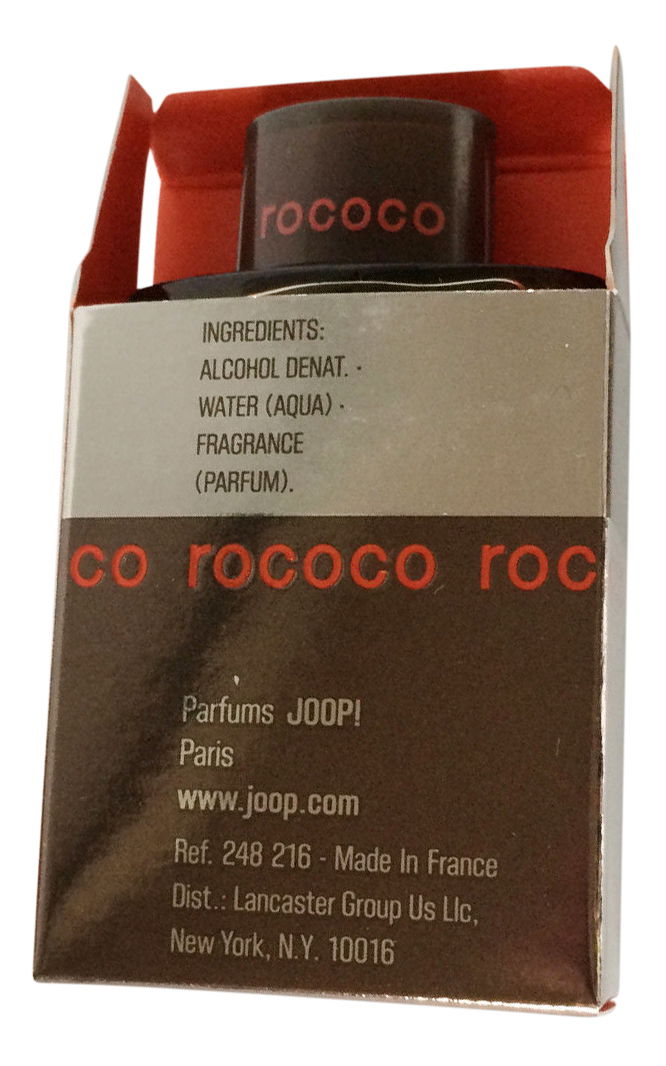 rococo
INGREDIENTS:
ALCOHOL DENAT. ·
WATER (AQUA) ·
FRAGRANCE
(PARFUM).
co rococo roc
Parfums JOOP!
Paris
www.joop.com
Ref. 248 216 - Made In France
Dist.: Lancaster Group Us Llc,
New York, N.Y. 10016